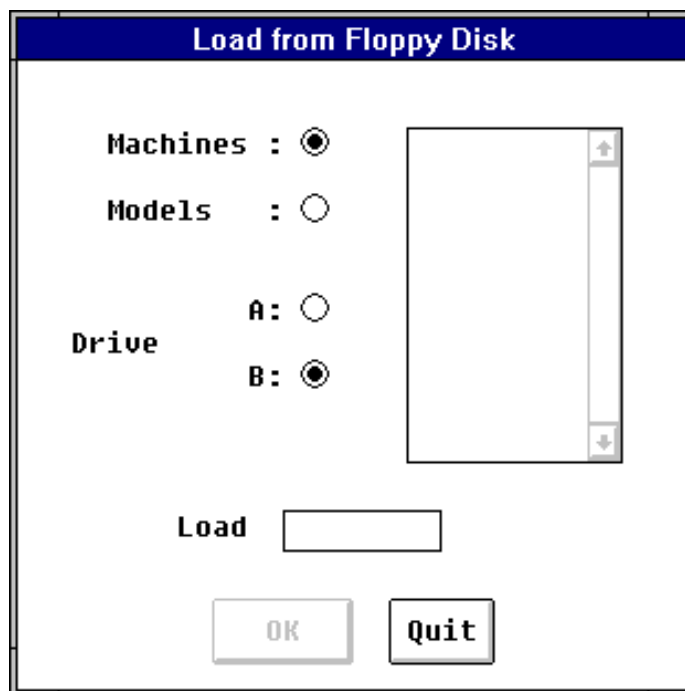 Load from Floppy Disk
Machines :
Models :
A:
Drive
B:
Load
OK Quit